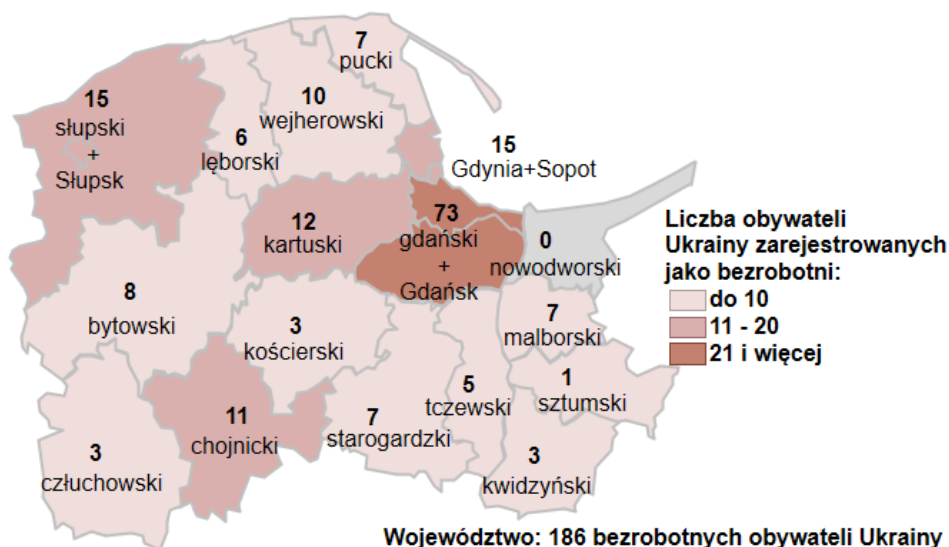 7
pucki
10
wejherowski
15
słupski
+
Słupsk
6
lęborski
15
Gdynia+Sopot
12
kartuski
73
gdański
+
Gdańsk
0
nowodworski
8
bytowski
3
kościerski
7
malborski
1
sztumski
5
tczewski
7
starogardzki
11
chojnicki
3
człuchowski
3
kwidzyński
Liczba obywateli
Ukrainy zarejestrowanych
jako bezrobotni:
do 10
11 - 20
21 i więcej
Województwo: 186 bezrobotnych obywateli Ukrainy